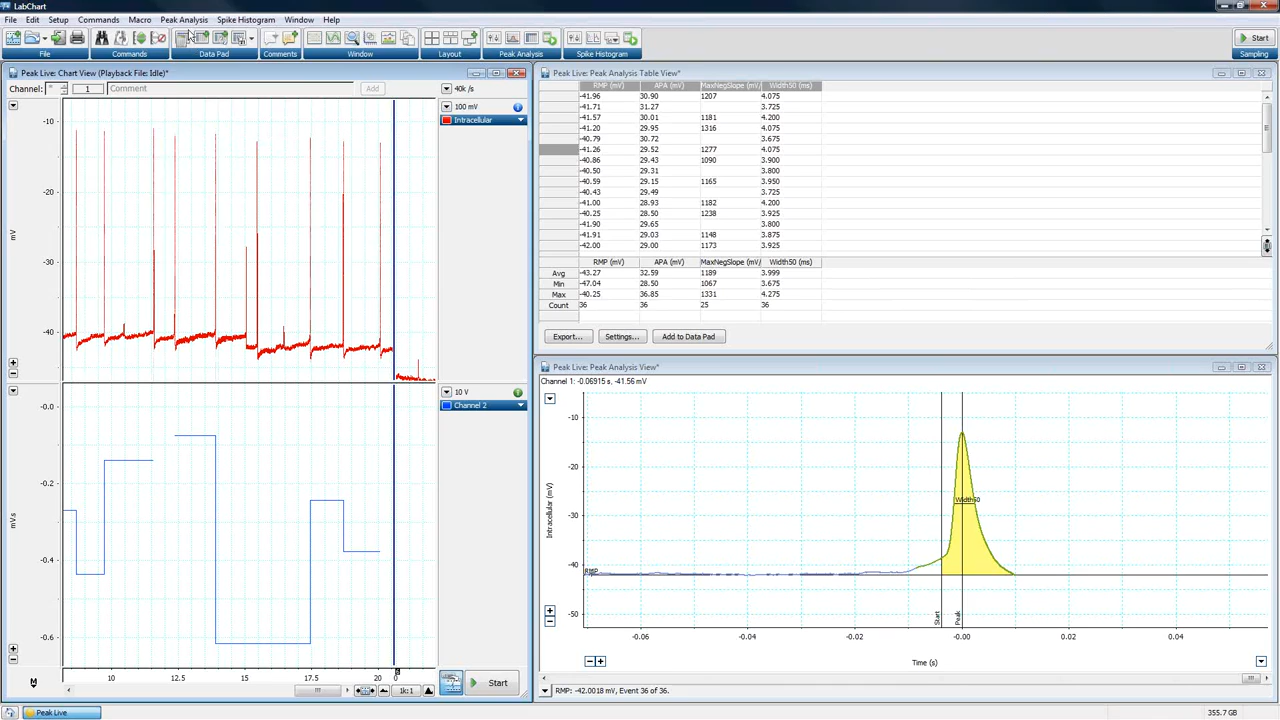 LabChart
File Edit Setup Commands Macro Peak Analysis Spike Histogram Window Help
File Commands Data Pad Comments Window Layout Peak Analysis Spike Histogram Start Sampling
Peak Live: Chart View (Playback File: Idle)*
Channel: 1 Comment Add 40k /s
100 mV
Intracellular
-10
-20
-30
-40
mV
10 V
Channel 2
-0.0
-0.2
-0.4
-0.6
mV.s
10 12.5 15 17.5 20 0
M
1k:1
Start
Peak Live: Peak Analysis Table View*
RMP (mV) APA (mV) MaxNegSlope (mV/ Width50 (ms)
-41.96 30.90 1207 4.075
-41.71 31.27 3.725
-41.57 30.01 1181 4.200
-41.20 29.95 1316 4.075
-40.79 30.72 3.675
-41.26 29.52 1277 4.075
-40.86 29.43 1090 3.900
-40.50 29.31 3.800
-40.59 29.15 1165 3.950
-40.43 29.49 3.725
-41.00 28.93 1182 4.200
-40.25 28.50 1238 3.925
-41.90 29.65 3.800
-41.91 29.03 1148 3.875
-42.00 29.00 1173 3.925
RMP (mV) APA (mV) MaxNegSlope (mV/ Width50 (ms)
Avg -43.27 32.59 1189 3.999
Min -47.04 28.50 1067 3.675
Max -40.25 36.85 1331 4.275
Count 36 36 25 36
Export... Settings... Add to Data Pad
Peak Live: Peak Analysis View*
Channel 1: -0.06915 s, -41.56 mV
-10
-20
-30
-40
-50
Intracellular (mV)
Width50
RMP
Start
Peak
-0.06 -0.04 -0.02 -0.00 0.02 0.04
Time (s)
RMP: -42.0018 mV, Event 36 of 36.
Peak Live
355.7 GB